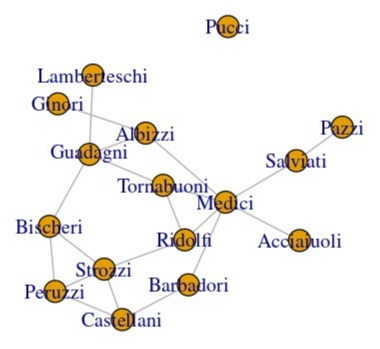 Pucci
Lamberteschi
Ginori
Pazzi
Albizzi
Guadagni
Salviati
Tornabuoni
Medici
Bischeri
Ridolfi
Acciaiuoli
Strozzi
Barbadori
Peruzzi
Castellani